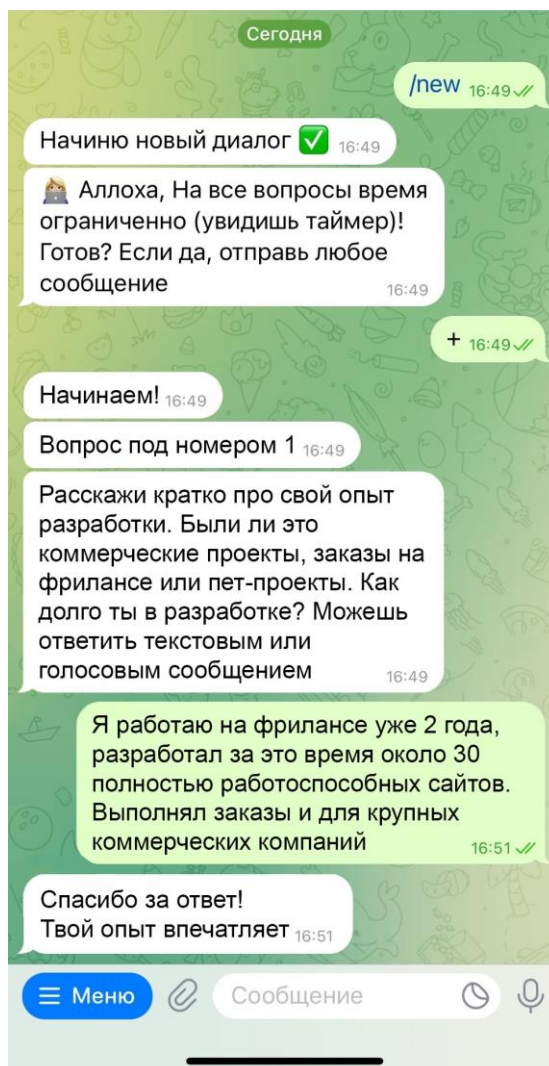 Сегодня
/new 16:49
Начиню новый диалог ✅ 16:49
👩🏼‍💻 Аллоха, На все вопросы время
ограниченно (увидишь таймер)!
Готов? Если да, отправь любое
сообщение 16:49
+ 16:49
Начинаем! 16:49
Вопрос под номером 1 16:49
Расскажи кратко про свой опыт
разработки. Были ли это
коммерческие проекты, заказы на
фрилансе или пет-проекты. Как
долго ты в разработке? Можешь
ответить текстовым или
голосовым сообщением 16:49
Я работаю на фрилансе уже 2 года,
разработал за это время около 30
полностью работоспособных сайтов.
Выполнял заказы и для крупных
коммерческих компаний 16:51
Спасибо за ответ!
Твой опыт впечатляет 16:51
Меню Сообщение